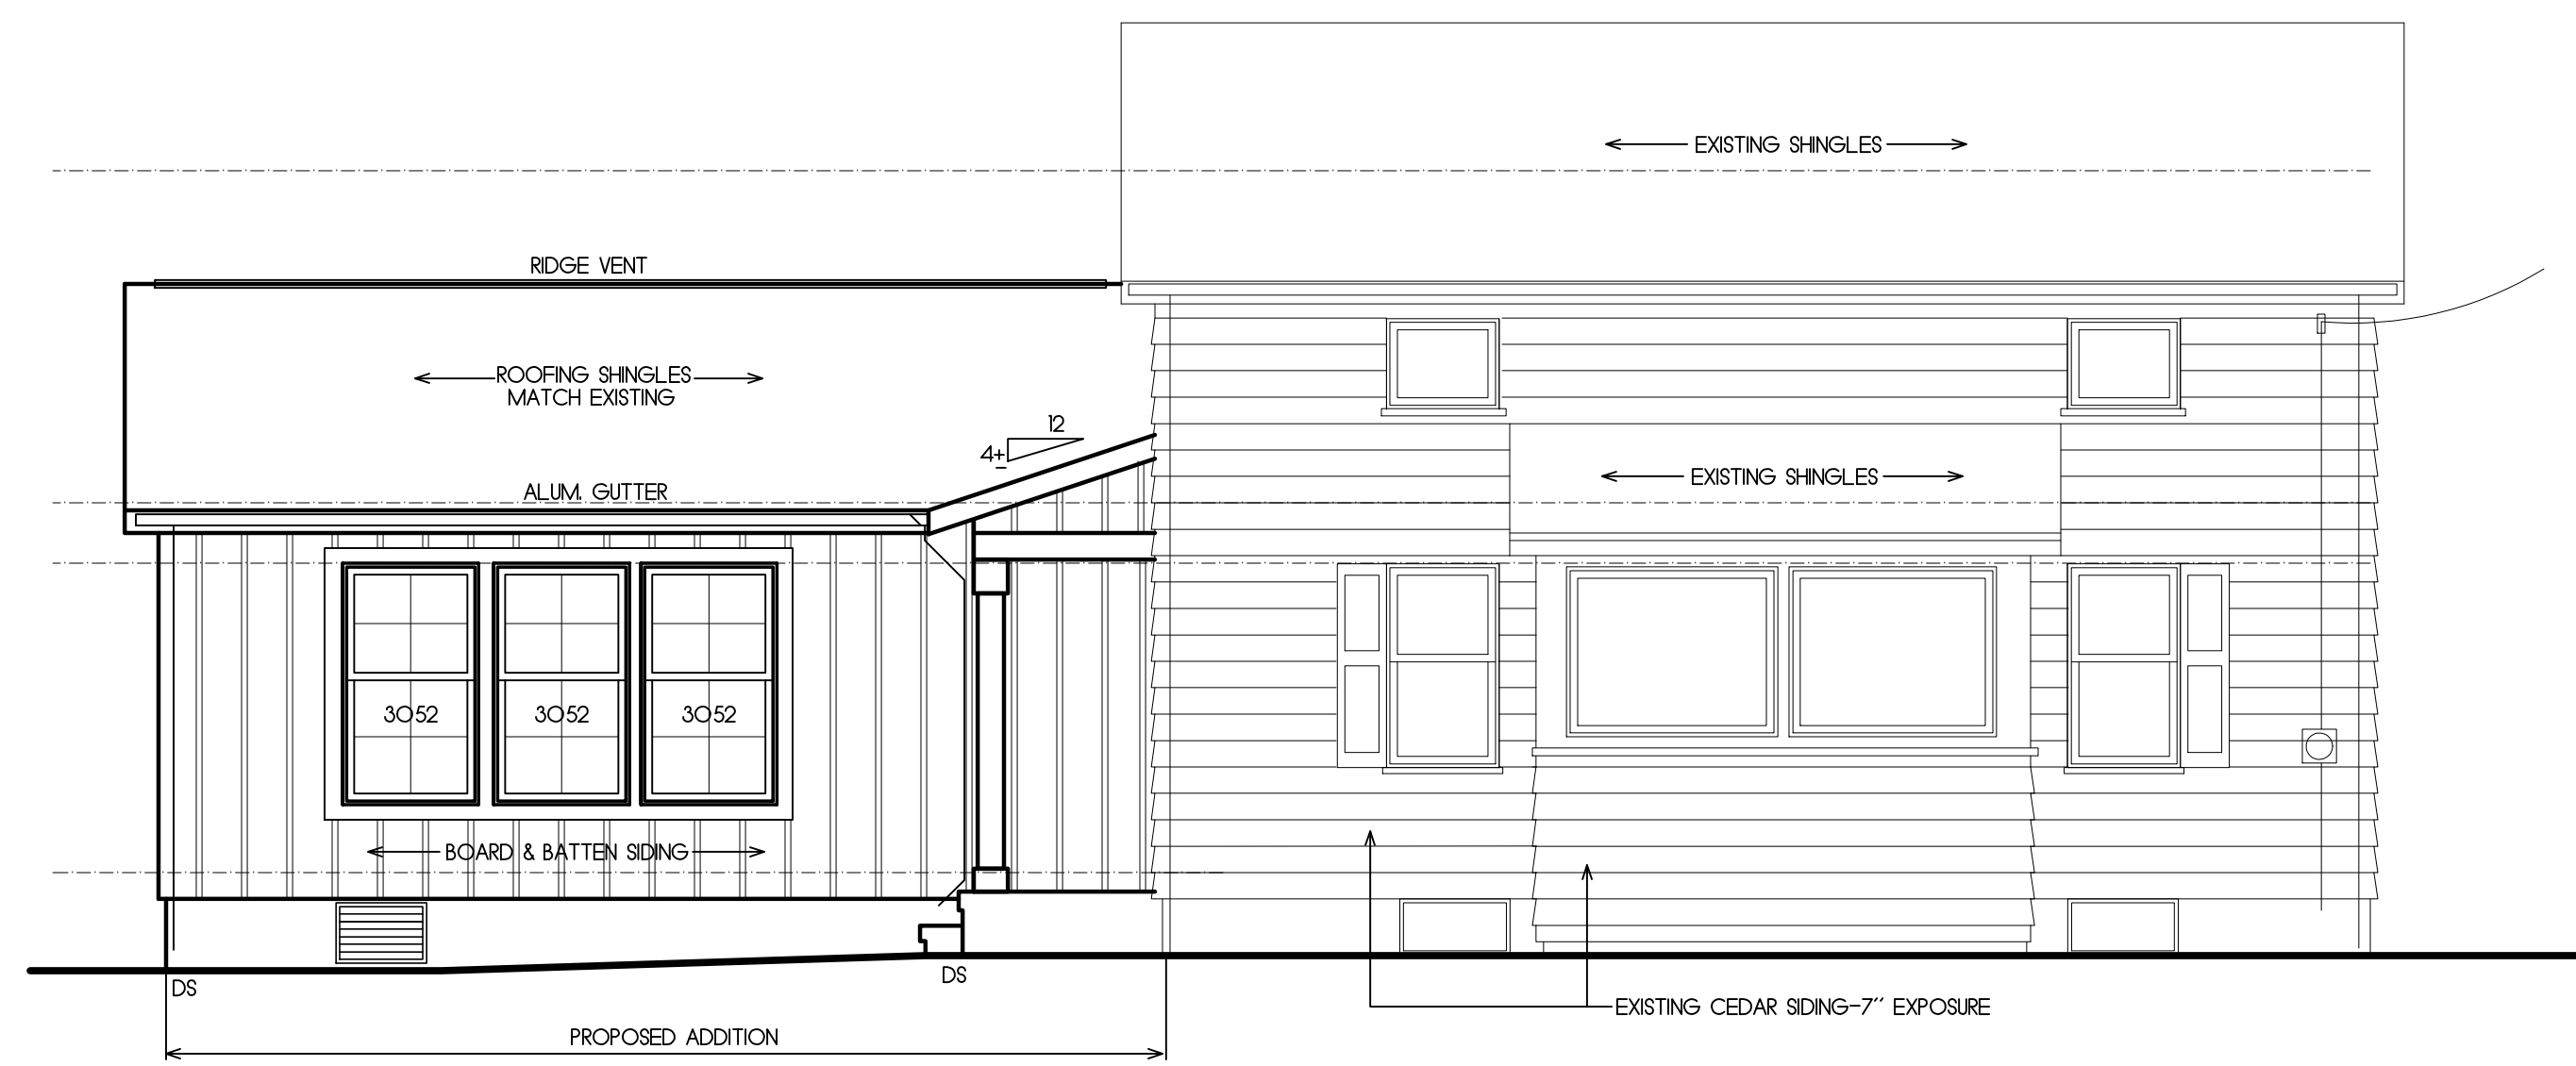 EXISTING SHINGLES
RIDGE VENT
ROOFING SHINGLES
MATCH EXISTING
12
4±
EXISTING SHINGLES
ALUM. GUTTER
3052 3052 3052
BOARD & BATTEN SIDING
DS
DS
EXISTING CEDAR SIDING-7" EXPOSURE
PROPOSED ADDITION